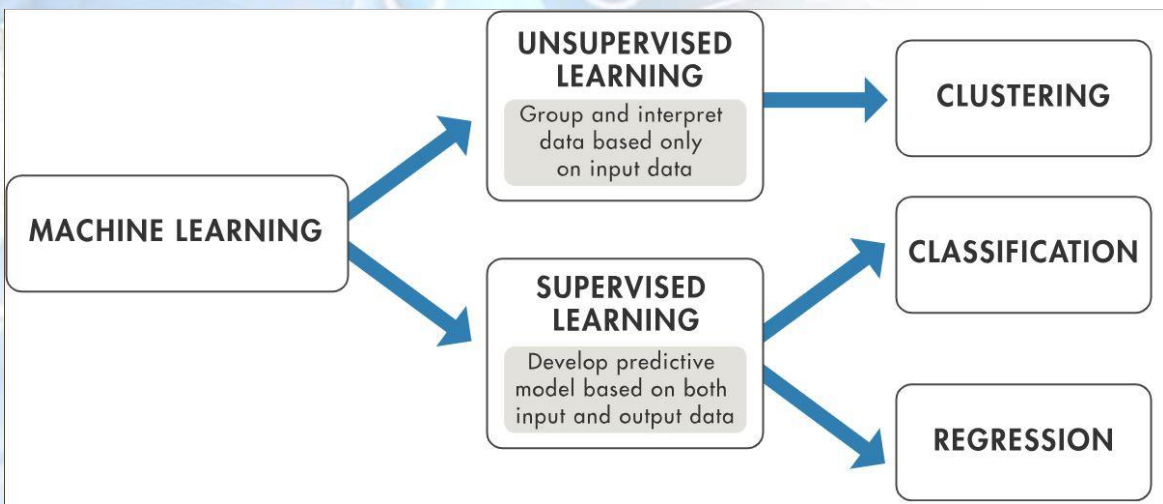 MACHINE LEARNING
UNSUPERVISED
LEARNING
Group and interpret
data based only
on input data
SUPERVISED
LEARNING
Develop predictive
model based on both
input and output data
CLUSTERING
CLASSIFICATION
REGRESSION